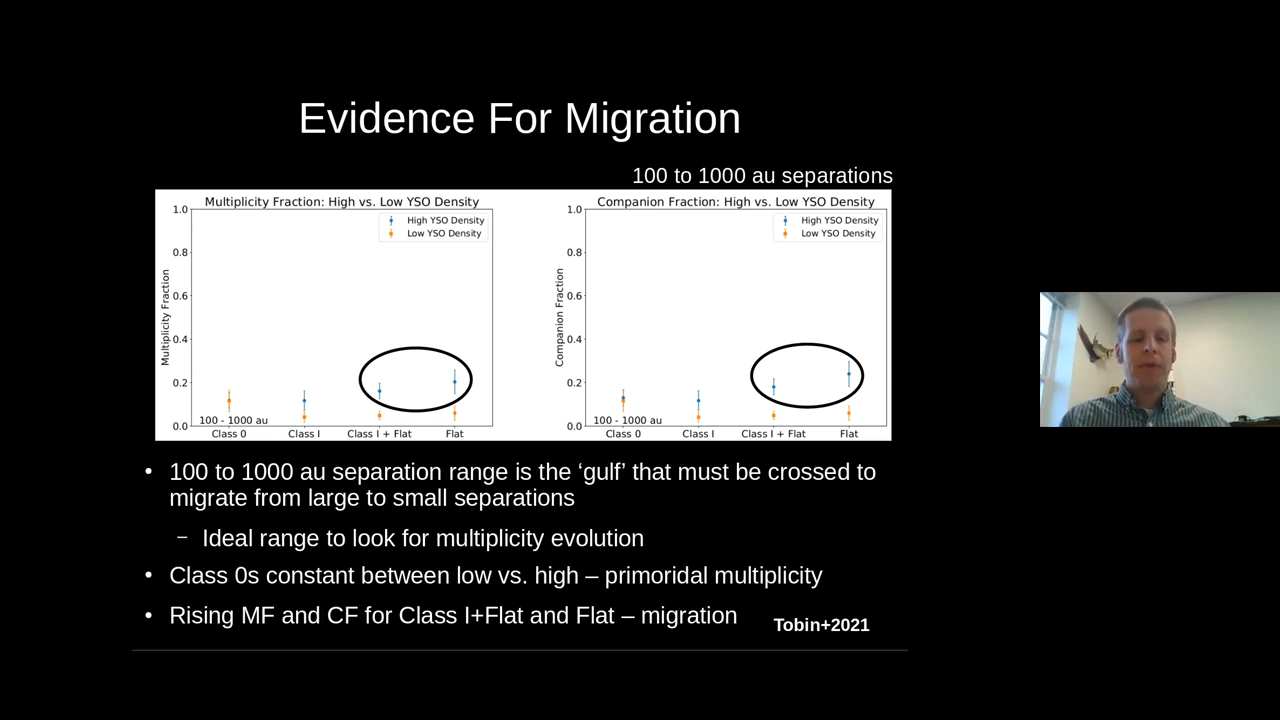 Evidence For Migration
100 to 1000 au separations
Multiplicity Fraction: High vs. Low YSO Density
1.0
0.8
0.6
0.4
0.2
0.0
Multiplicity Fraction
High YSO Density
Low YSO Density
100 - 1000 au
Class 0
Class I
Class I + Flat
Flat
Companion Fraction: High vs. Low YSO Density
1.0
0.8
0.6
0.4
0.2
0.0
Companion Fraction
High YSO Density
Low YSO Density
100 - 1000 au
Class 0
Class I
Class I + Flat
Flat
• 100 to 1000 au separation range is the ‘gulf’ that must be crossed to
migrate from large to small separations
– Ideal range to look for multiplicity evolution
• Class 0s constant between low vs. high – primoridal multiplicity
• Rising MF and CF for Class I+Flat and Flat – migration
Tobin+2021